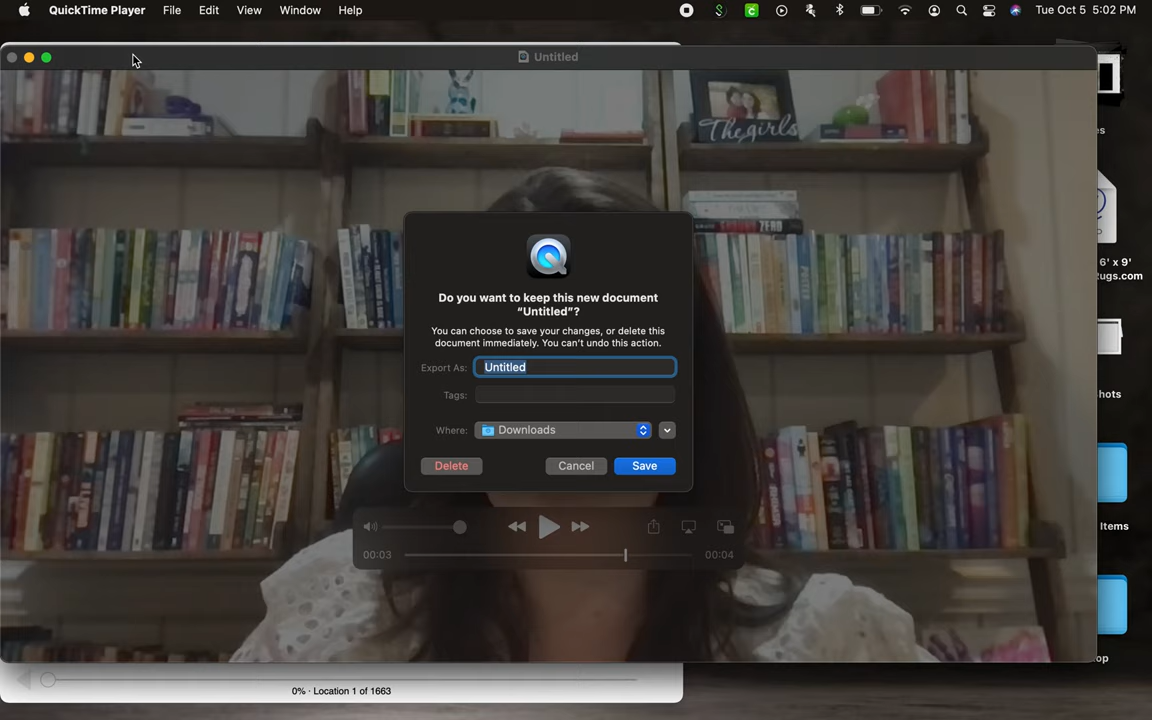 QuickTime Player File Edit View Window Help Tue Oct 5 5:02 PM
Untitled
The girls
es
ZERO
6' x 9'
ugs.com
Do you want to keep this new document
“Untitled”?
You can choose to save your changes, or delete this
document immediately. You can't undo this action.
Export As: Untitled
Tags:
hots
Where: Downloads
Delete Cancel Save
Items
00:03 00:04
op
0% · Location 1 of 1663